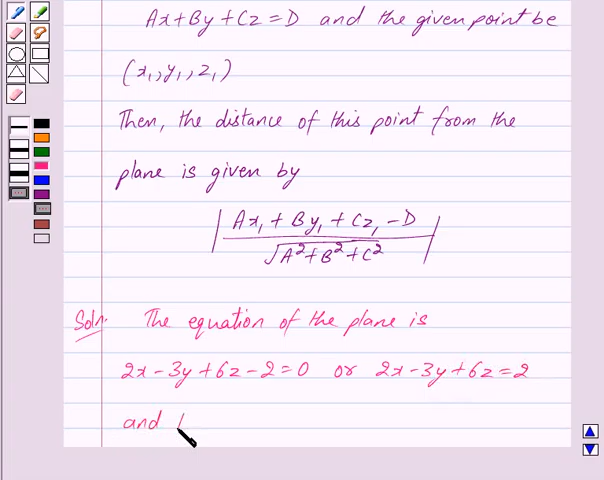 Ax+By+Cz=D and the given point be
(x₁,y₁,z₁)
Then, the distance of this point from the
plane is given by
| Ax₁ + By₁ + Cz₁ - D |
√A²+B²+C²
Soln. The equation of the plane is
2x-3y+6z-2=0 or 2x-3y+6z=2
and